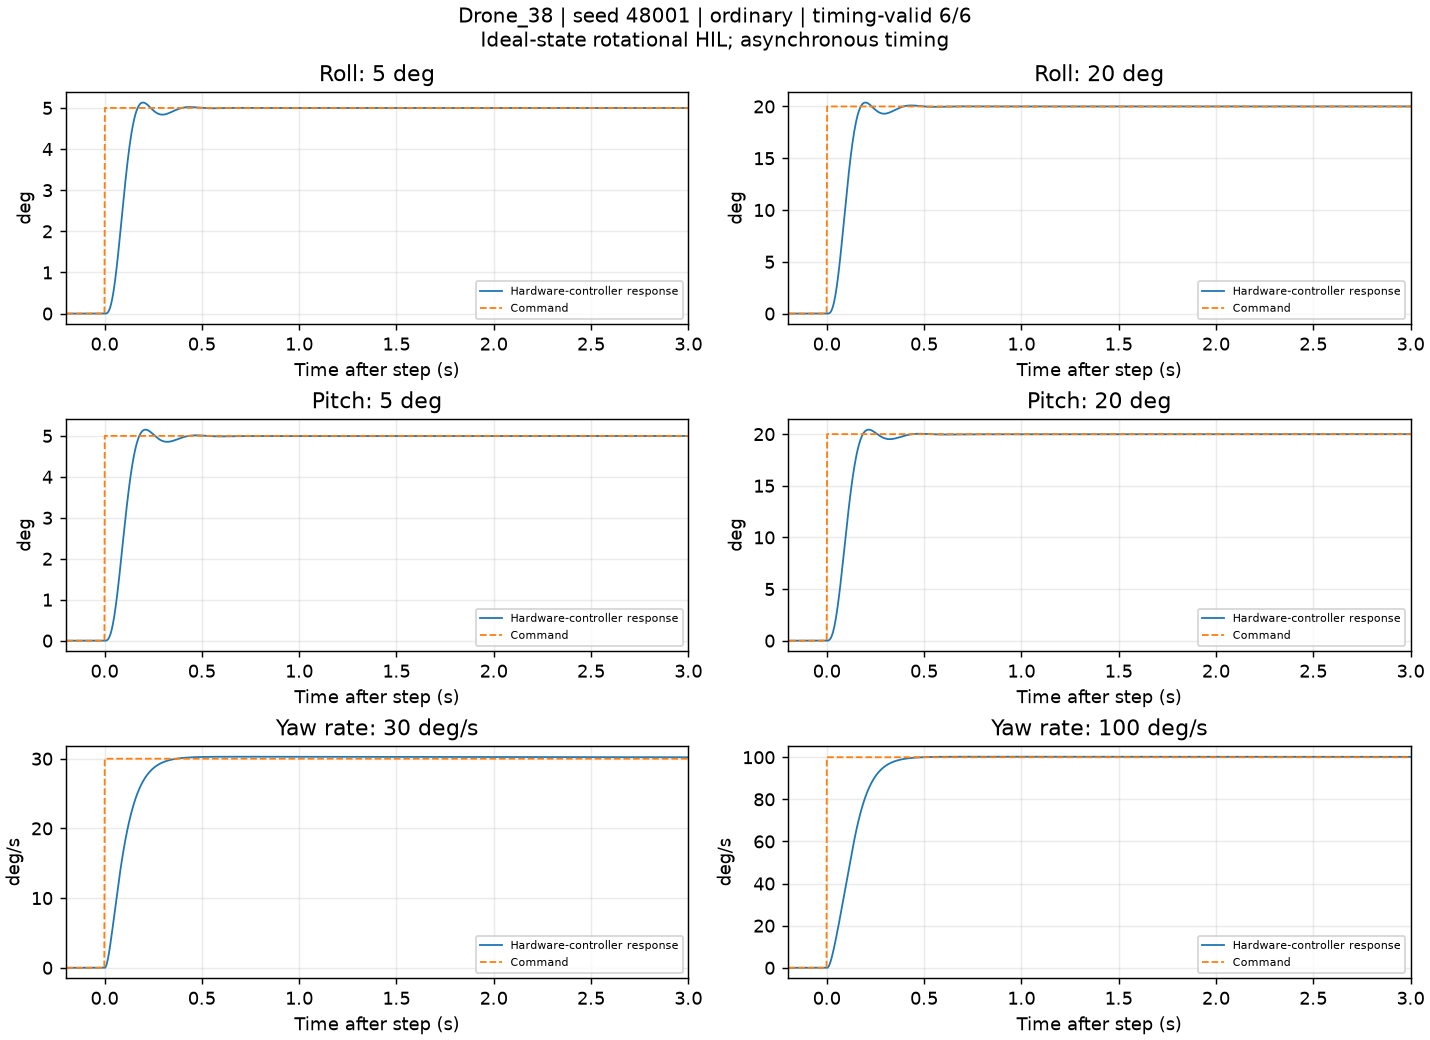 Drone_38 | seed 48001 | ordinary | timing-valid 6/6
Ideal-state rotational HIL; asynchronous timing
Roll: 5 deg
5
4
3
2
1
0
deg
Hardware-controller response
Command
0.0 0.5 1.0 1.5 2.0 2.5 3.0
Time after step (s)
Roll: 20 deg
20
15
10
5
0
deg
Hardware-controller response
Command
0.0 0.5 1.0 1.5 2.0 2.5 3.0
Time after step (s)
Pitch: 5 deg
5
4
3
2
1
0
deg
Hardware-controller response
Command
0.0 0.5 1.0 1.5 2.0 2.5 3.0
Time after step (s)
Pitch: 20 deg
20
15
10
5
0
deg
Hardware-controller response
Command
0.0 0.5 1.0 1.5 2.0 2.5 3.0
Time after step (s)
Yaw rate: 30 deg/s
30
20
10
0
deg/s
Hardware-controller response
Command
0.0 0.5 1.0 1.5 2.0 2.5 3.0
Time after step (s)
Yaw rate: 100 deg/s
100
80
60
40
20
0
deg/s
Hardware-controller response
Command
0.0 0.5 1.0 1.5 2.0 2.5 3.0
Time after step (s)